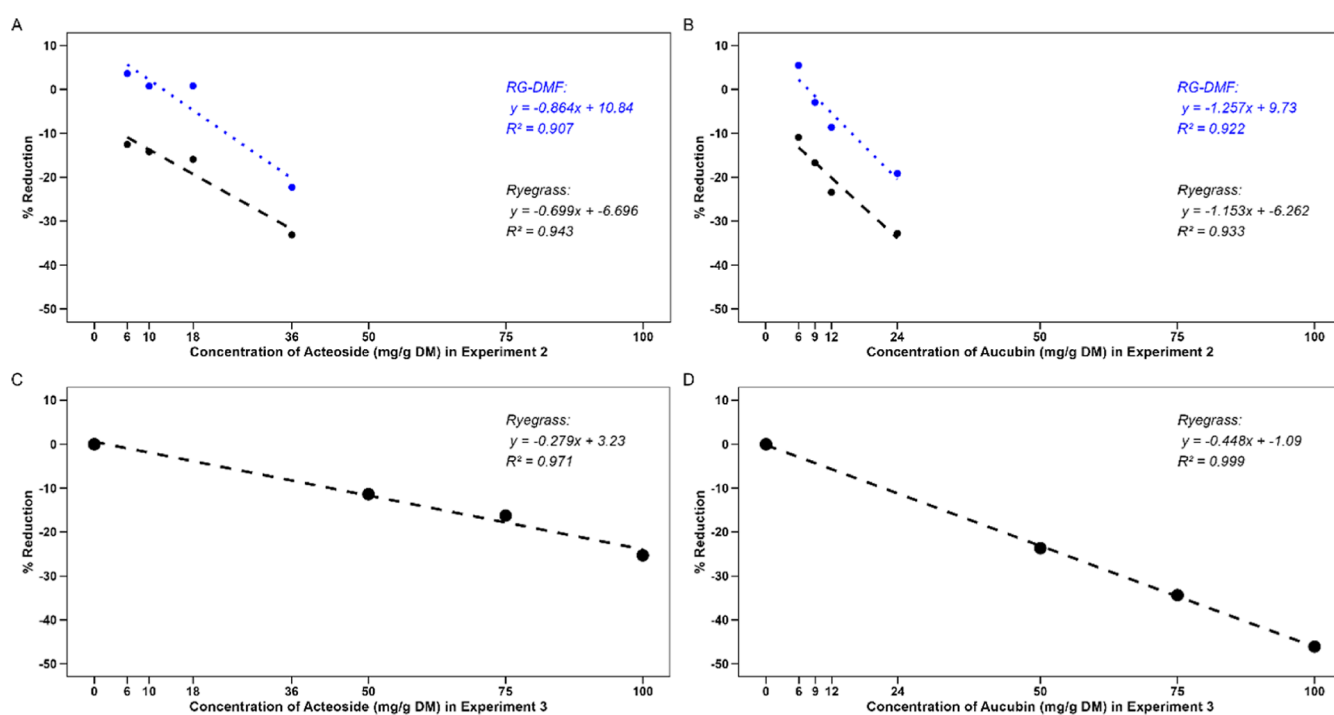 A
10
0
-10
-20
-30
-40
-50
% Reduction
RG-DMF:
y = -0.864x + 10.84
R² = 0.907
Ryegrass:
y = -0.699x + -6.696
R² = 0.943
0 6 10 18 36 50 75 100
Concentration of Acteoside (mg/g DM) in Experiment 2
B
10
0
-10
-20
-30
-40
-50
% Reduction
RG-DMF:
y = -1.257x + 9.73
R² = 0.922
Ryegrass:
y = -1.153x + -6.262
R² = 0.933
0 6 9 12 24 50 75 100
Concentration of Aucubin (mg/g DM) in Experiment 2
C
10
0
-10
-20
-30
-40
-50
% Reduction
Ryegrass:
y = -0.279x + 3.23
R² = 0.971
0 6 10 18 36 50 75 100
Concentration of Acteoside (mg/g DM) in Experiment 3
D
10
0
-10
-20
-30
-40
-50
% Reduction
Ryegrass:
y = -0.448x + -1.09
R² = 0.999
0 6 9 12 24 50 75 100
Concentration of Aucubin (mg/g DM) in Experiment 3